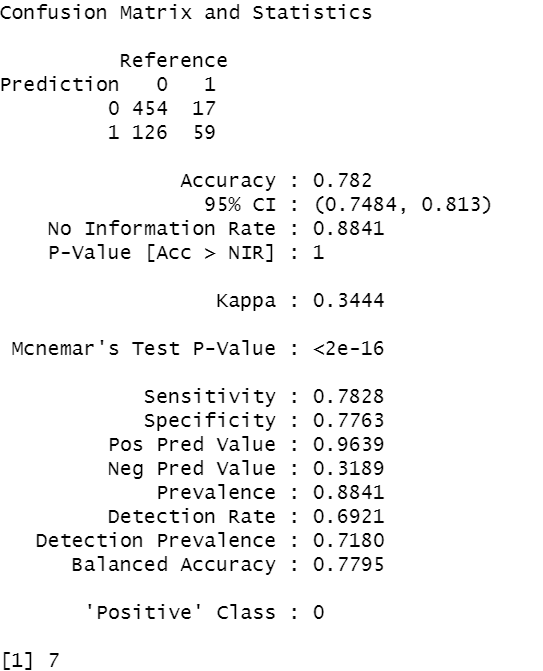 Confusion Matrix and Statistics
Reference
Prediction 0 1
0 454 17
1 126 59
Accuracy : 0.782
95% CI : (0.7484, 0.813)
No Information Rate : 0.8841
P-Value [Acc > NIR] : 1
Kappa : 0.3444
Mcnemar's Test P-Value : <2e-16
Sensitivity : 0.7828
Specificity : 0.7763
Pos Pred Value : 0.9639
Neg Pred Value : 0.3189
Prevalence : 0.8841
Detection Rate : 0.6921
Detection Prevalence : 0.7180
Balanced Accuracy : 0.7795
'Positive' Class : 0
[1] 7